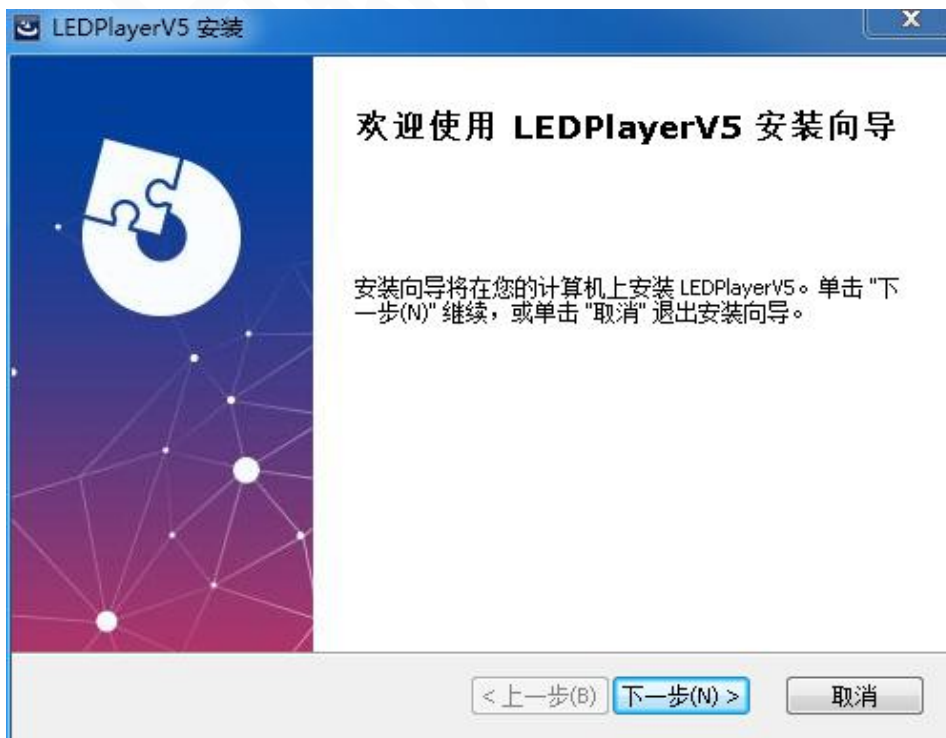 LEDPlayerV5 安装
欢迎使用 LEDPlayerV5 安装向导
安装向导将在您的计算机上安装 LEDPlayerV5。单击 "下
一步(N)" 继续，或单击 "取消" 退出安装向导。
< 上一步(B) 下一步(N) > 取消